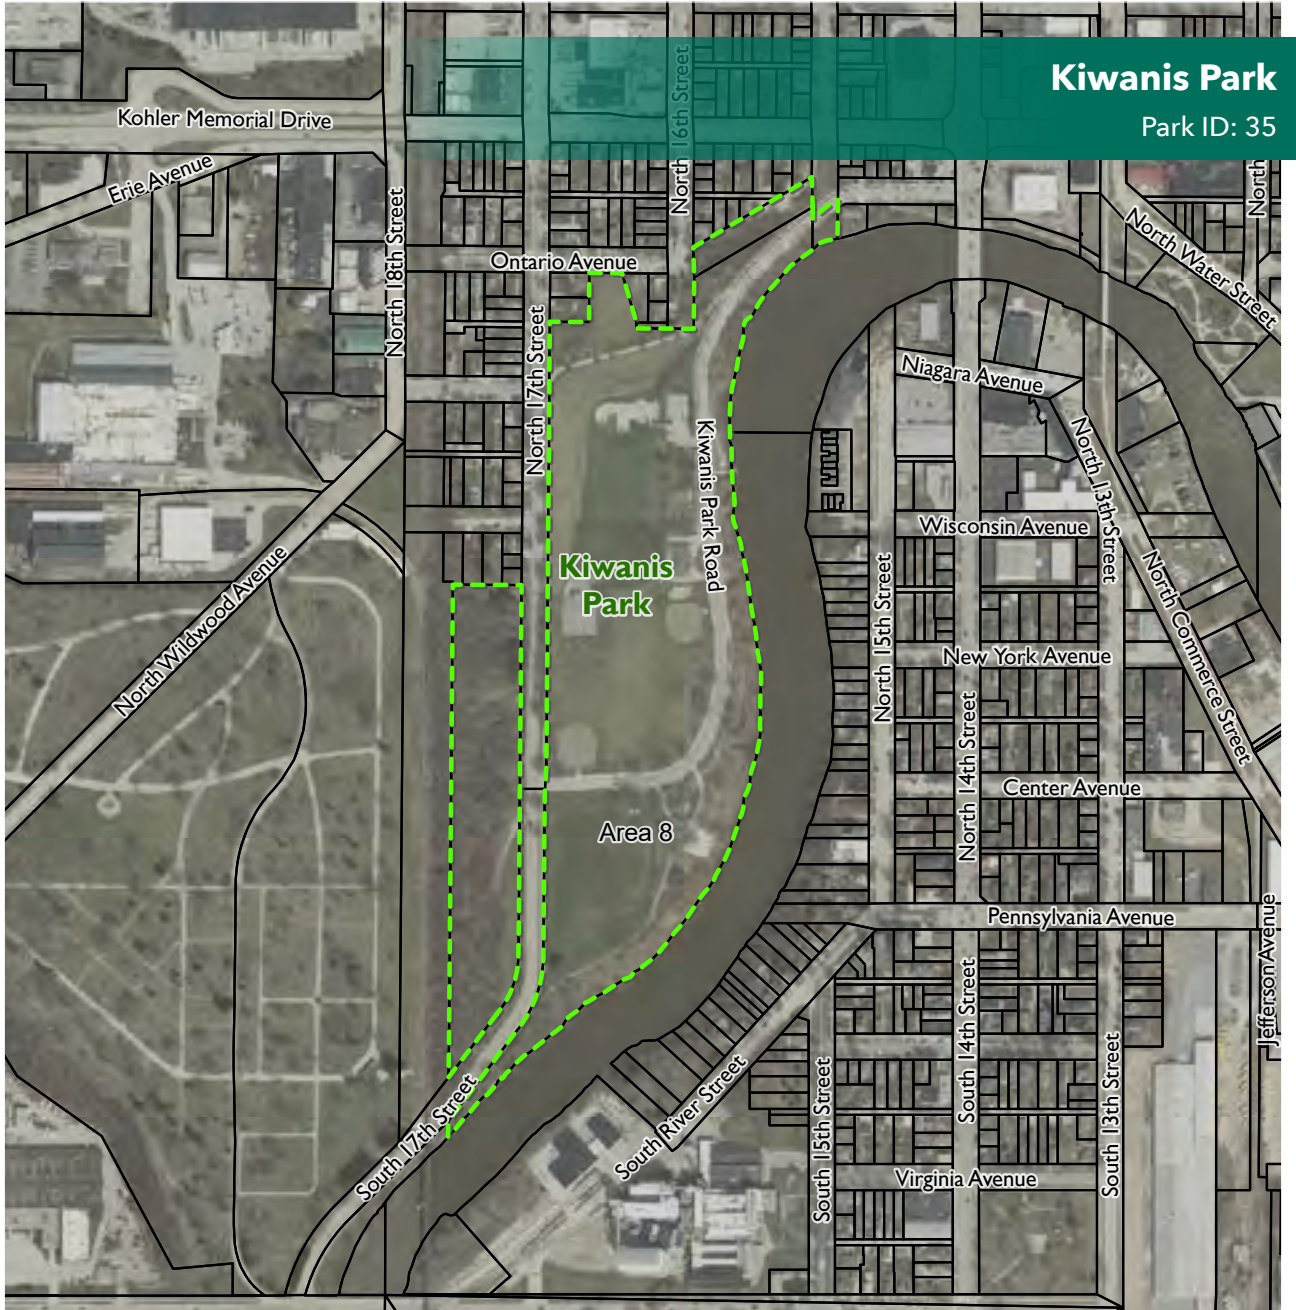 Kiwanis Park
Park ID: 35
Kohler Memorial Drive
Erie Avenue
North 18th Street
North 16th Street
North
North Water Street
Ontario Avenue
North 17th Street
Niagara Avenue
Kiwanis Park Road
North 13th Street
Wisconsin Avenue
Kiwanis
Park
North Wildwood Avenue
North 15th Street
North Commerce Street
New York Avenue
North 14th Street
Center Avenue
Area 8
Pennsylvania Avenue
Jefferson Avenue
South 14th Street
South 13th Street
South 15th Street
South River Street
South 17th Street
Virginia Avenue